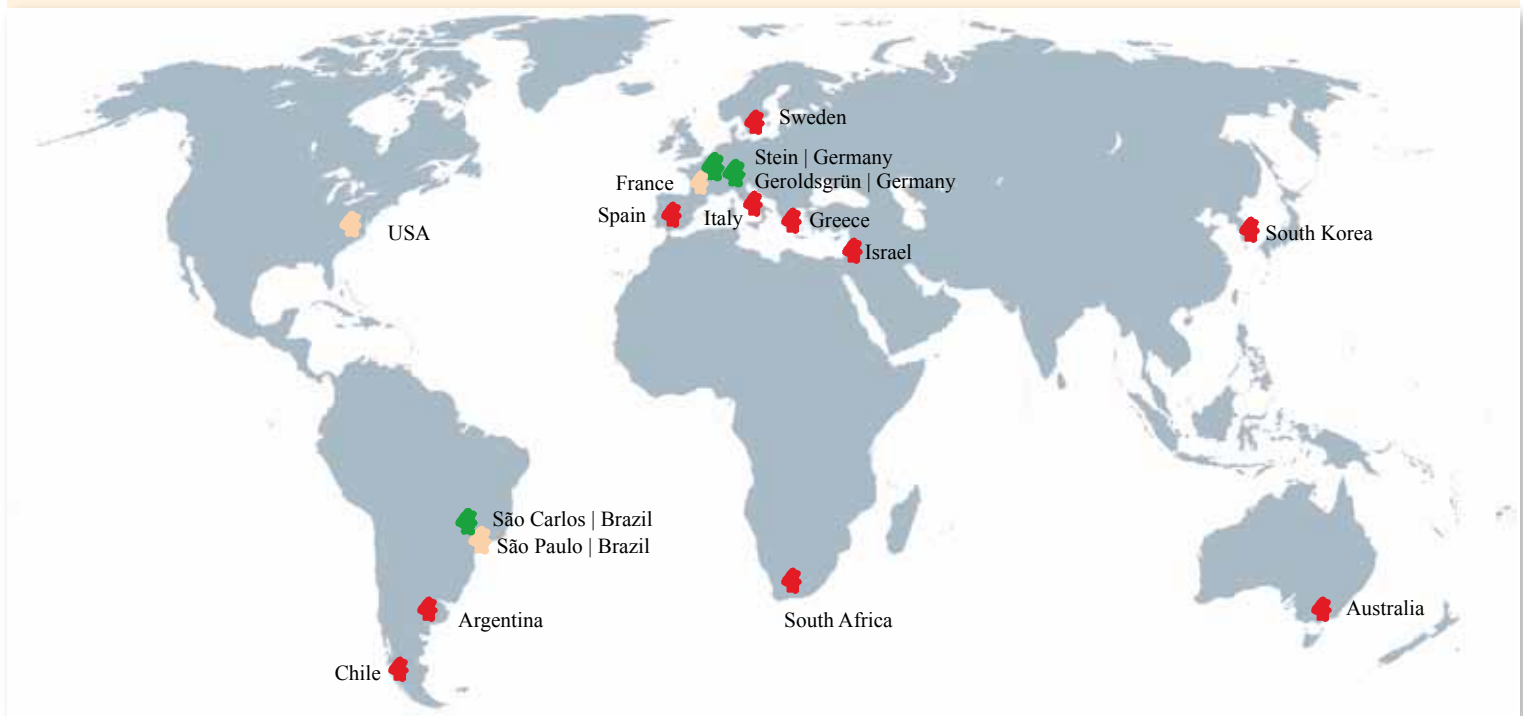 Sweden
Stein | Germany
France
Geroldsgrün | Germany
Spain
Italy
Greece
USA
South Korea
Israel
São Carlos | Brazil
São Paulo | Brazil
Australia
Argentina
South Africa
Chile